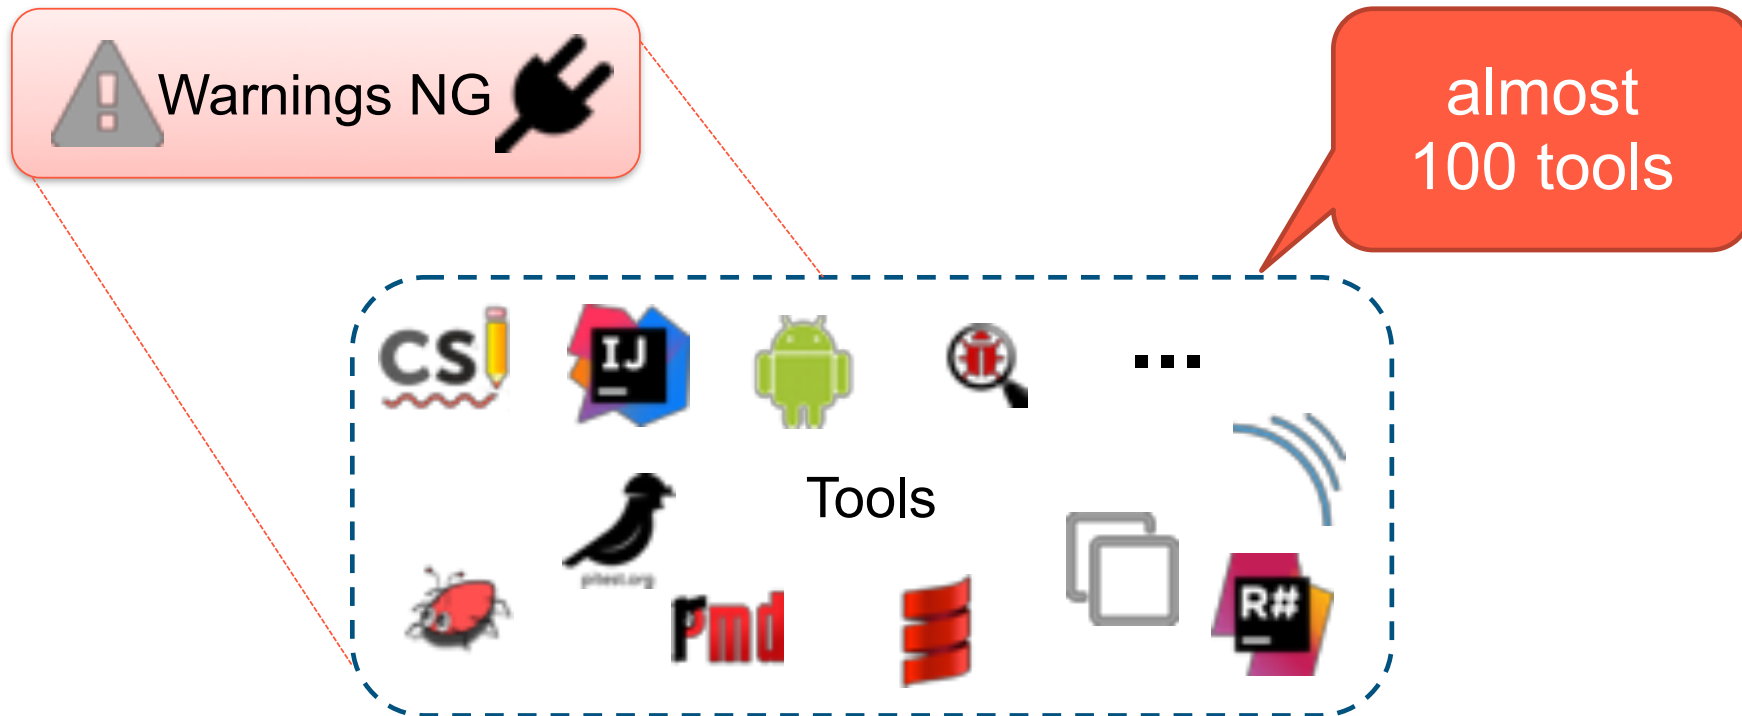 Warnings NG
almost
100 tools
CS
IJ
...
Tools
pitest.org
Pmd
R#